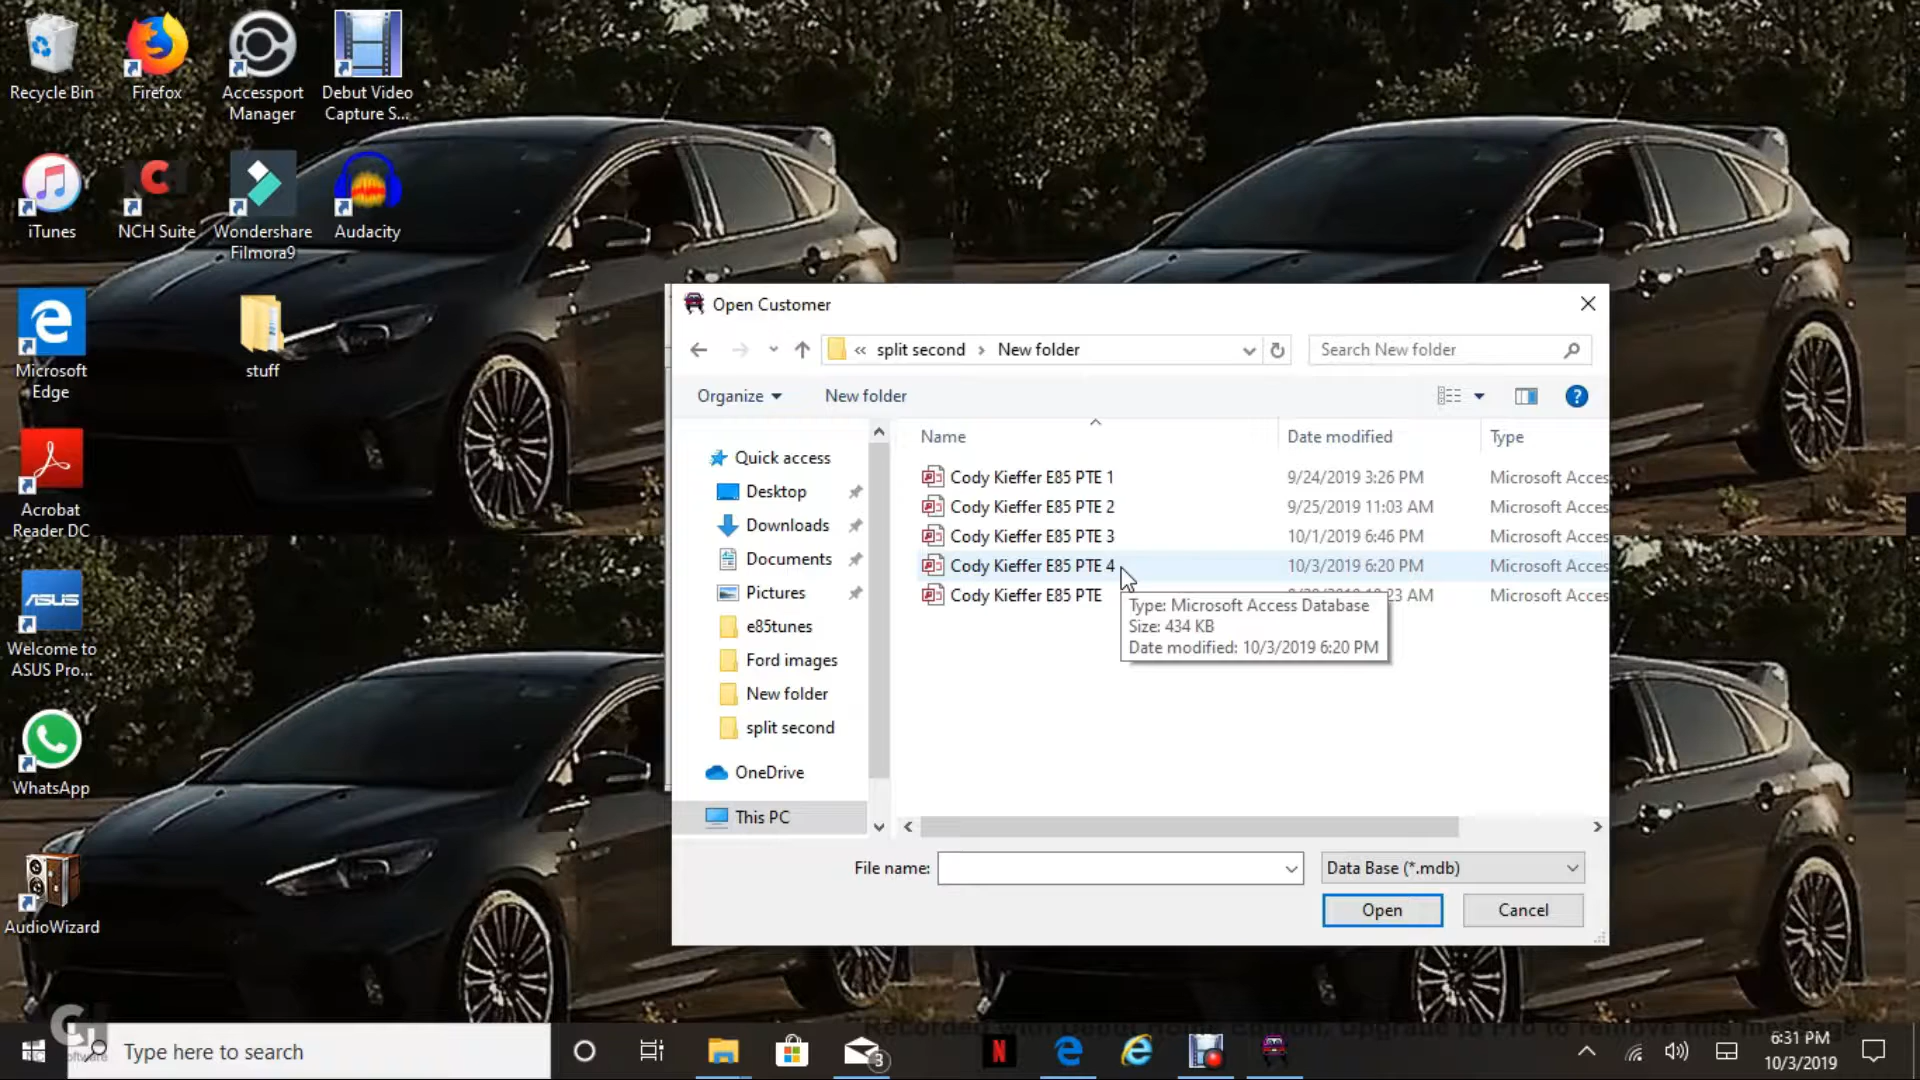 Recycle Bin
Firefox
Accessport
Manager
Debut Video
Capture S...
iTunes
NCH Suite
Wondershare
Filmora9
Audacity
Microsoft
Edge
stuff
Acrobat
Reader DC
ASUS
Welcome to
ASUS Pro...
WhatsApp
AudioWizard
Open Customer
« split second › New folder
Search New folder
Organize
New folder
Quick access
Desktop
Downloads
Documents
Pictures
e85tunes
Ford images
New folder
split second
OneDrive
This PC
Name Date modified Type
Cody Kieffer E85 PTE 1 9/24/2019 3:26 PM Microsoft Acces
Cody Kieffer E85 PTE 2 9/25/2019 11:03 AM Microsoft Acces
Cody Kieffer E85 PTE 3 10/1/2019 6:46 PM Microsoft Acces
Cody Kieffer E85 PTE 4 10/3/2019 6:20 PM Microsoft Acces
Cody Kieffer E85 PTE Microsoft Acces
Type: Microsoft Access Database
Size: 434 KB
Date modified: 10/3/2019 6:20 PM
File name:
Data Base (*.mdb)
Open
Cancel
Type here to search
3
N
6:31 PM
10/3/2019